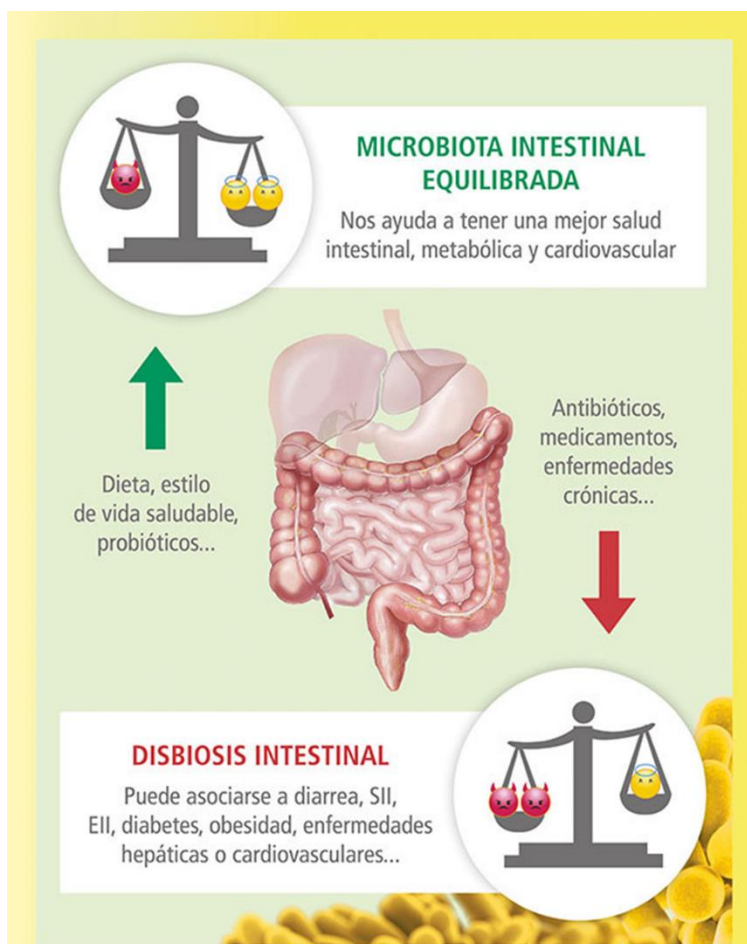 MICROBIOTA INTESTINAL
EQUILIBRADA
Nos ayuda a tener una mejor salud
intestinal, metabólica y cardiovascular
Antibióticos,
medicamentos,
enfermedades
crónicas...
Dieta, estilo
de vida saludable,
probióticos...
DISBIOSIS INTESTINAL
Puede asociarse a diarrea, SII,
EII, diabetes, obesidad, enfermedades
hepáticas o cardiovasculares...